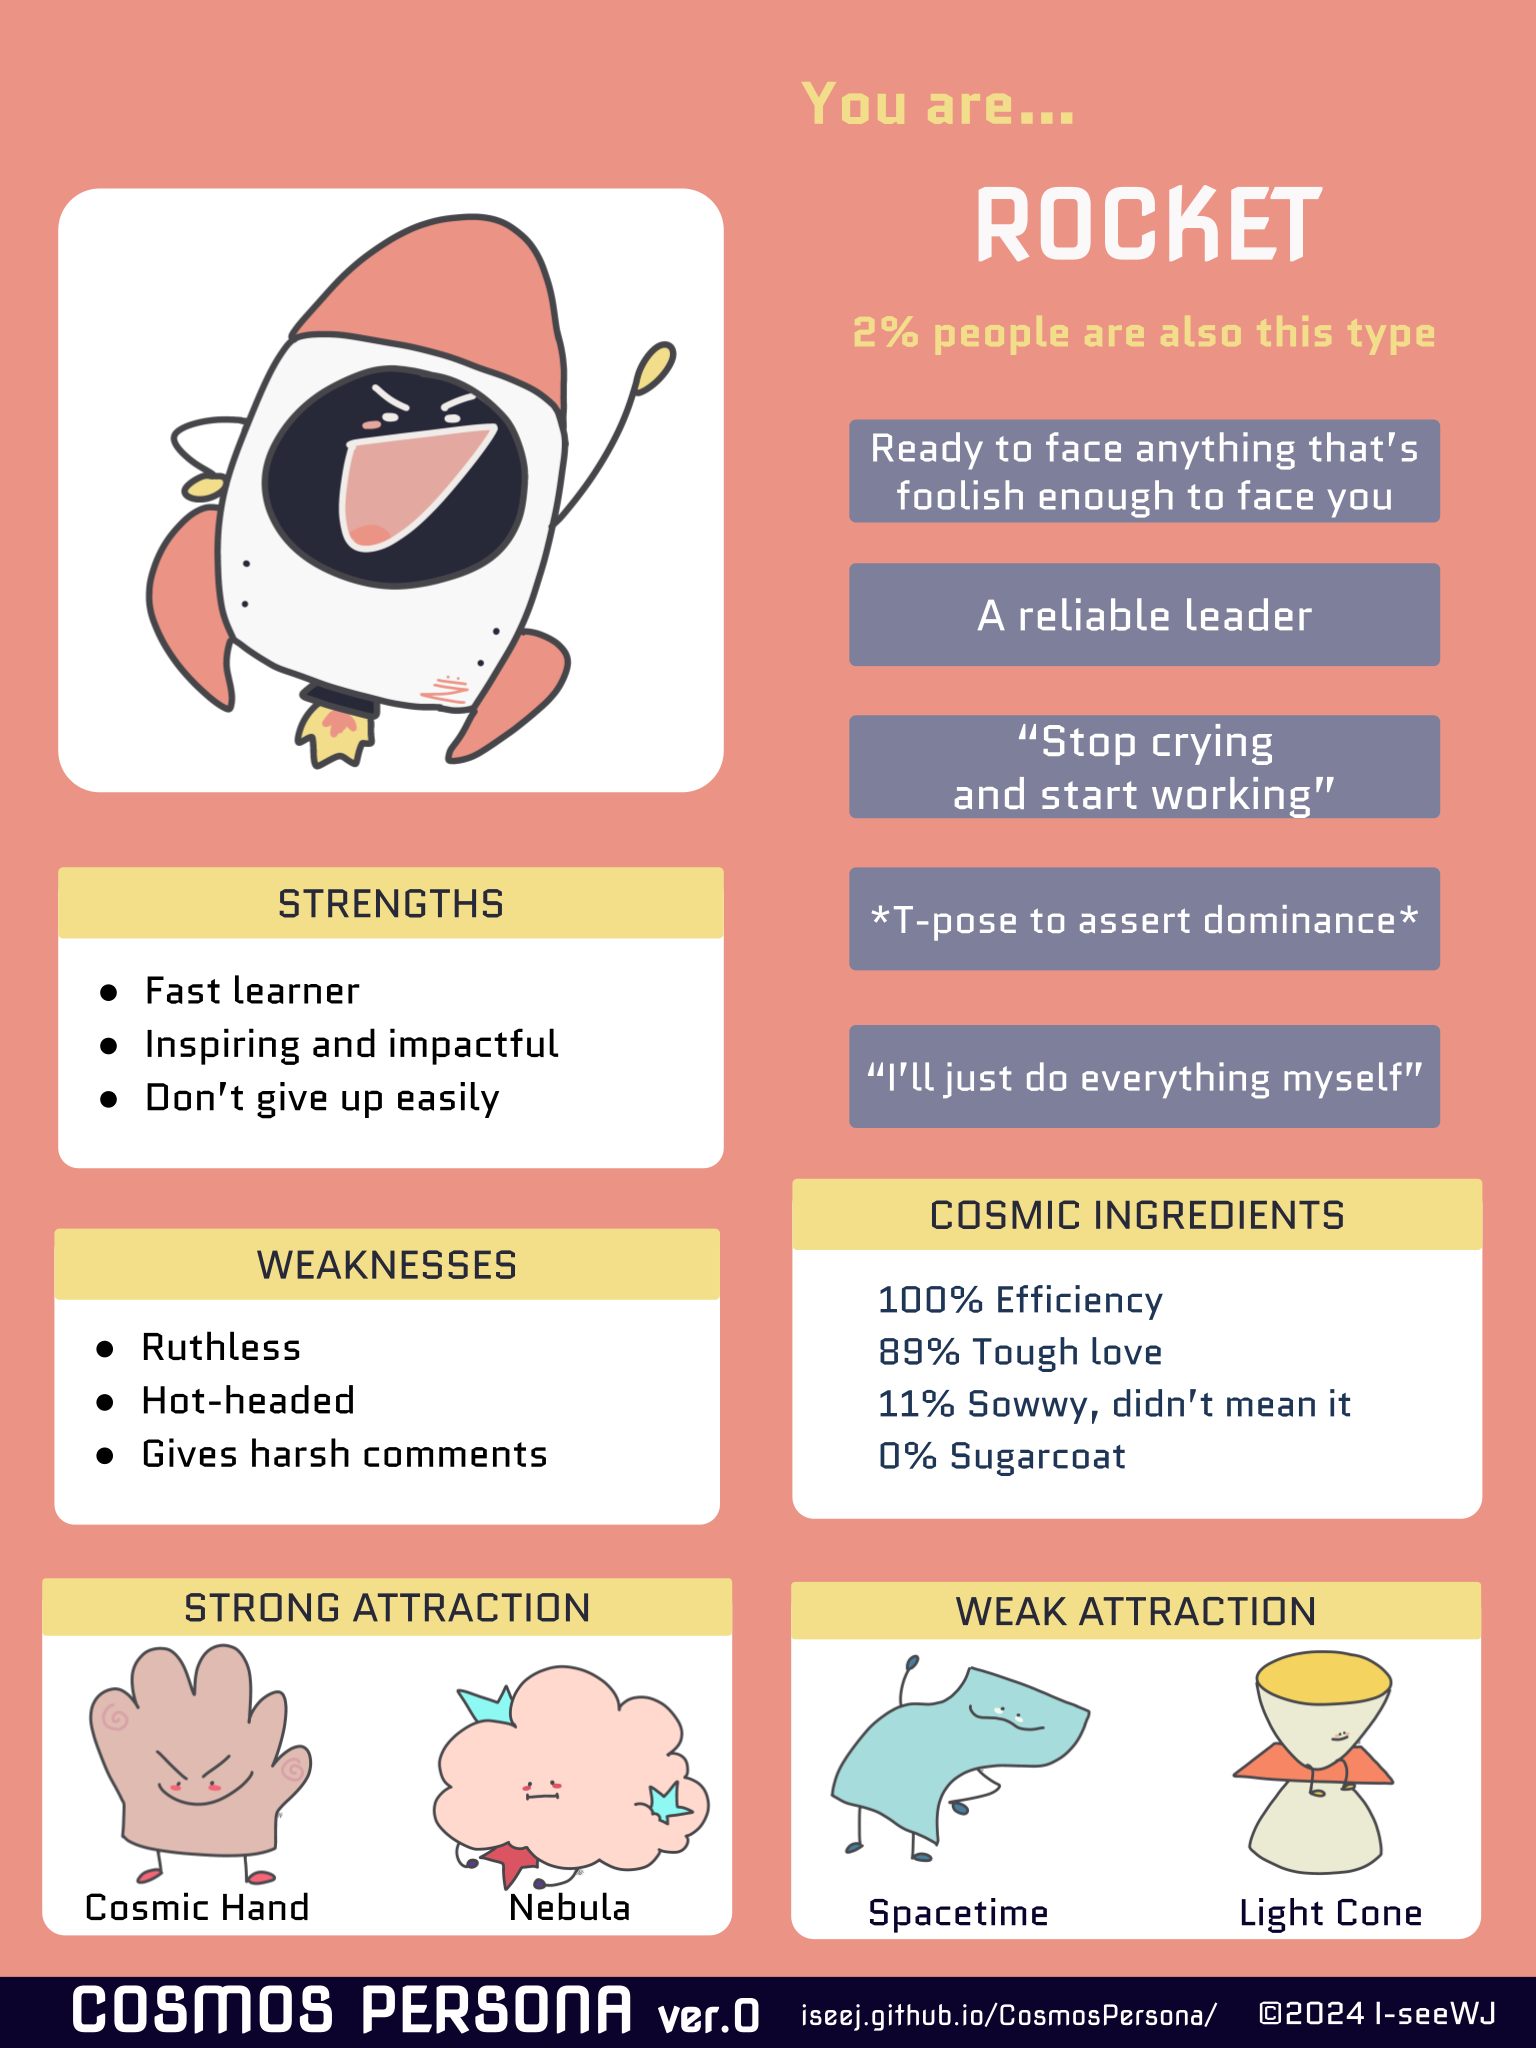 You are...
ROCKET
2% people are also this type
Ready to face anything that's
foolish enough to face you
A reliable leader
“Stop crying
and start working”
*T-pose to assert dominance*
“I'll just do everything myself”
STRENGTHS
● Fast learner
● Inspiring and impactful
● Don't give up easily
WEAKNESSES
● Ruthless
● Hot-headed
● Gives harsh comments
COSMIC INGREDIENTS
100% Efficiency
89% Tough love
11% Sowwy, didn't mean it
0% Sugarcoat
STRONG ATTRACTION
Cosmic Hand
Nebula
WEAK ATTRACTION
Spacetime
Light Cone
COSMOS PERSONA ver.0
iseej.github.io/CosmosPersona/
©2024 I-seeWJ